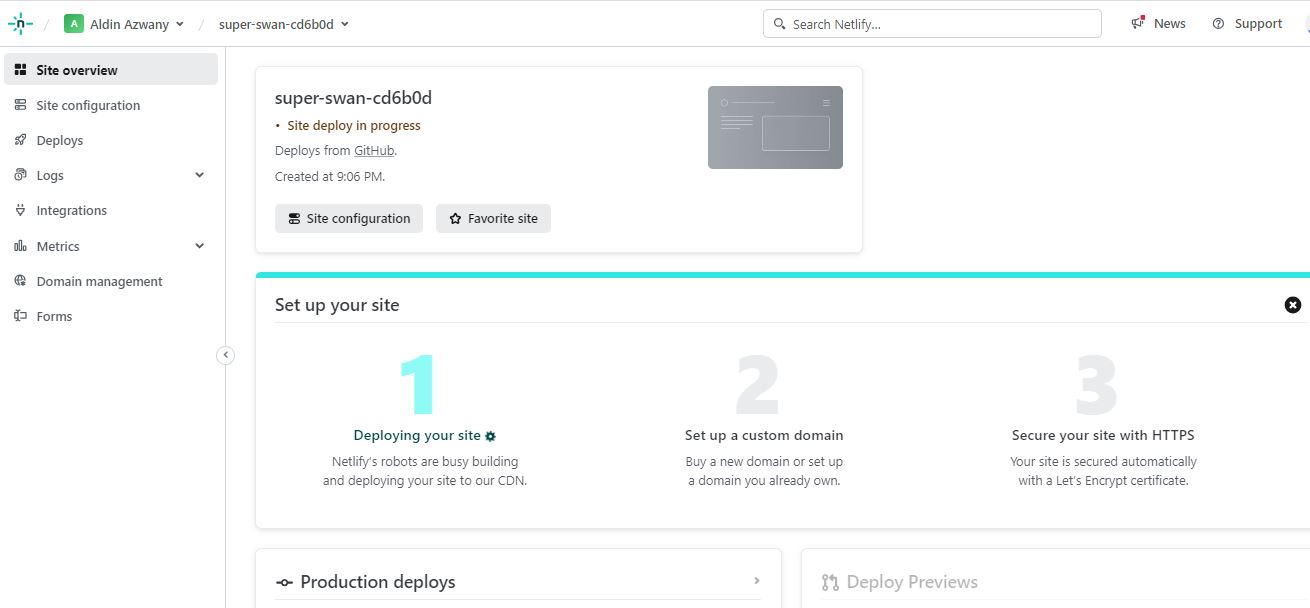 A Aldin Azwany / super-swan-cd6b0d
Search Netlify...
News
Support
Site overview
Site configuration
Deploys
Logs
Integrations
Metrics
Domain management
Forms
super-swan-cd6b0d
• Site deploy in progress
Deploys from GitHub.
Created at 9:06 PM.
Site configuration
Favorite site
Set up your site
1
Deploying your site
Netlify's robots are busy building
and deploying your site to our CDN.
2
Set up a custom domain
Buy a new domain or set up
a domain you already own.
3
Secure your site with HTTPS
Your site is secured automatically
with a Let's Encrypt certificate.
Production deploys
Deploy Previews